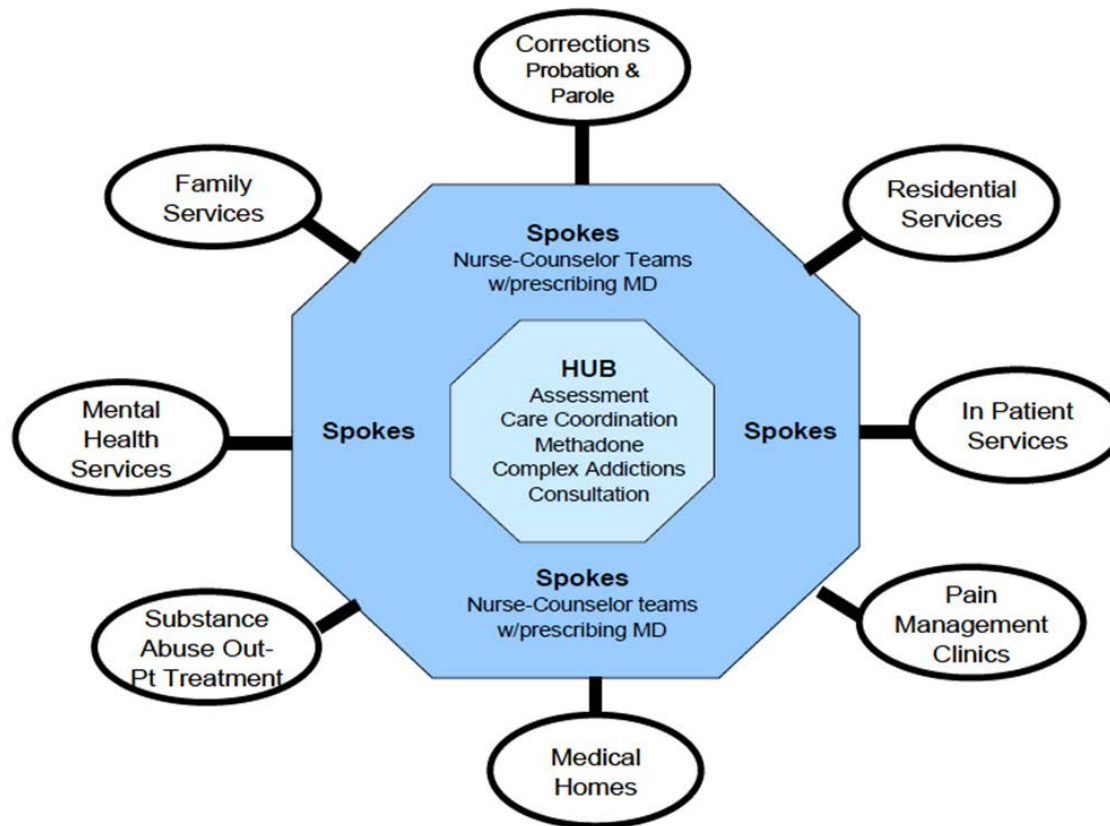 Corrections
Probation &
Parole
Family
Services
Residential
Services
Spokes
Nurse-Counselor Teams
w/prescribing MD
HUB
Assessment
Care Coordination
Methadone
Complex Addictions
Consultation
Mental
Health
Services
Spokes
Spokes
In Patient
Services
Spokes
Nurse-Counselor teams
w/prescribing MD
Substance
Abuse Out-
Pt Treatment
Pain
Management
Clinics
Medical
Homes